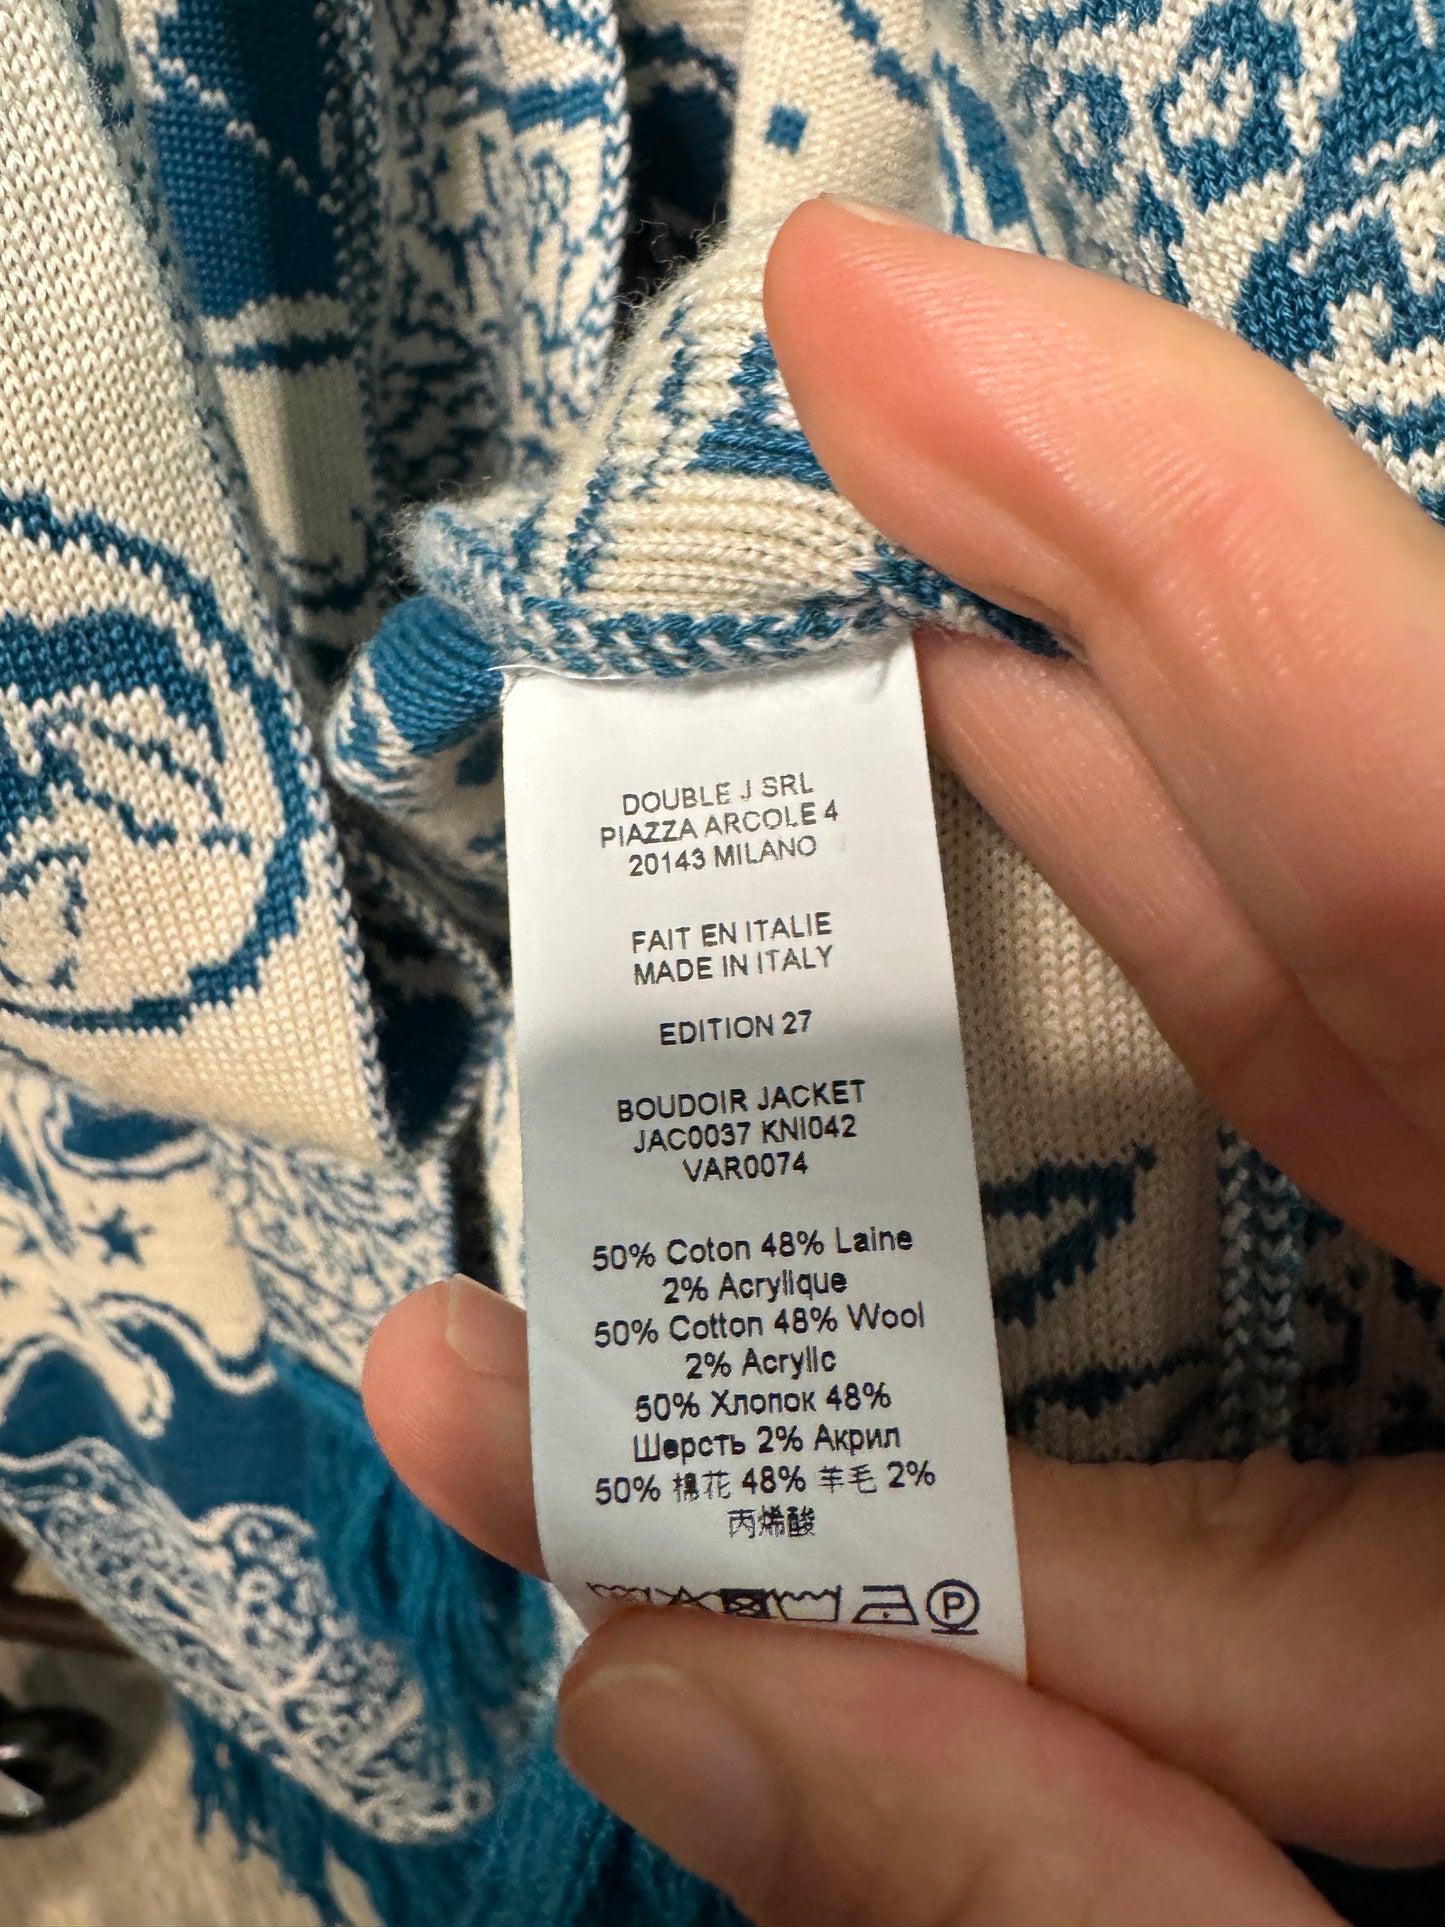 DOUBLE J SRL
PIAZZA ARCOLE 4
20143 MILANO
FAIT EN ITALIE
MADE IN ITALY
EDITION 27
BOUDOIR JACKET
JAC0037 KNI042
VAR0074
50% Coton 48% Laine
2% Acrylique
50% Cotton 48% Wool
2% Acrylic
50% Хлопок 48%
Шерсть 2% Акрил
50% 棉花 48% 羊毛 2%
丙烯酸
P